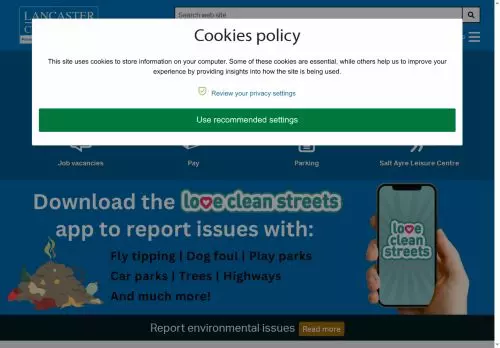 LANCASTER
Search web site
Cookies policy
This site uses cookies to store information on your computer. Some of these cookies are essential, while others help us to improve your
experience by providing insights into how the site is being used.
Review your privacy settings
Use recommended settings
Job vacancies
Pay
Parking
Salt Ayre Leisure Centre
Download the love clean streets
app to report issues with:
Fly tipping | Dog foul | Play parks
Car parks | Trees | Highways
And much more!
love
clean
streets
Report environmental issues Read more